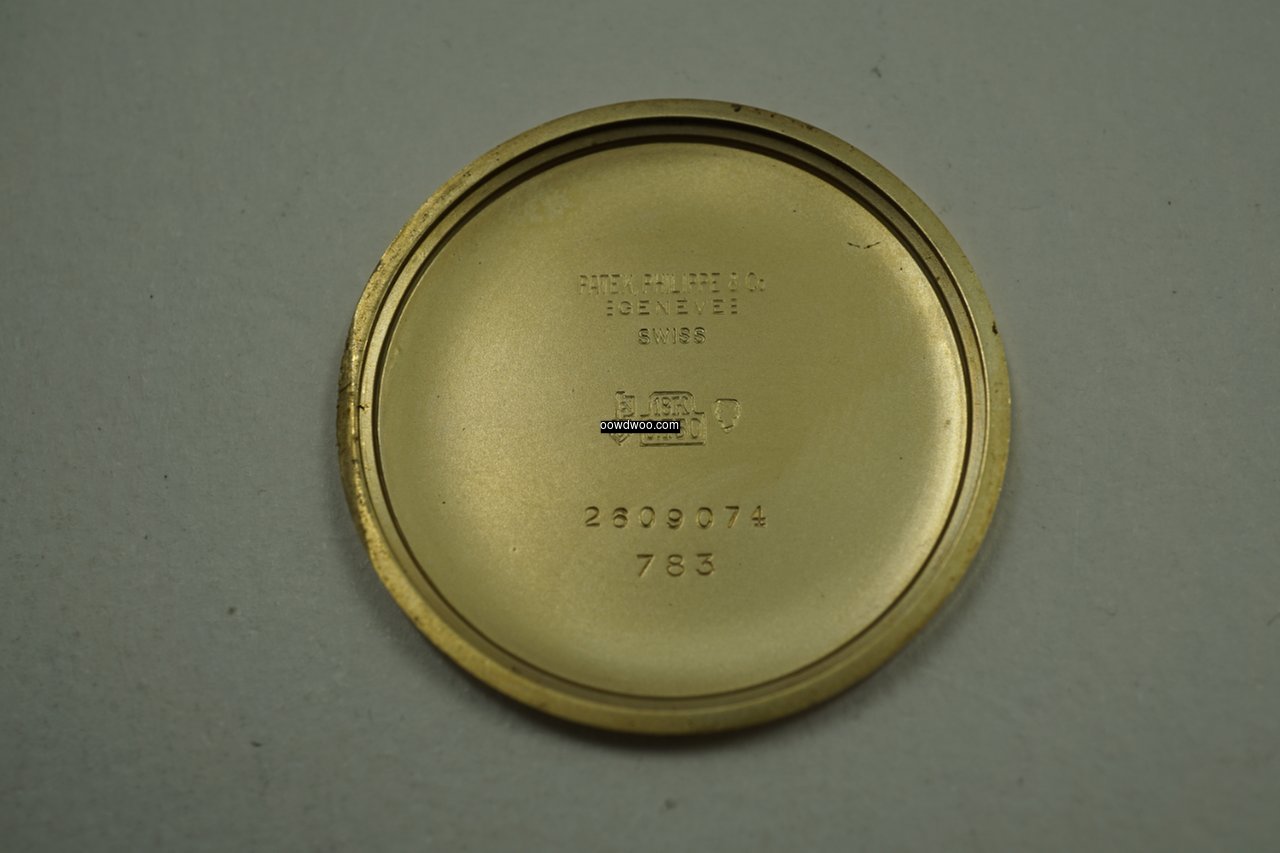 PATEK, PHILIPPE & Co
GENEVE
SWISS
oowdwoo.com
2609074
783